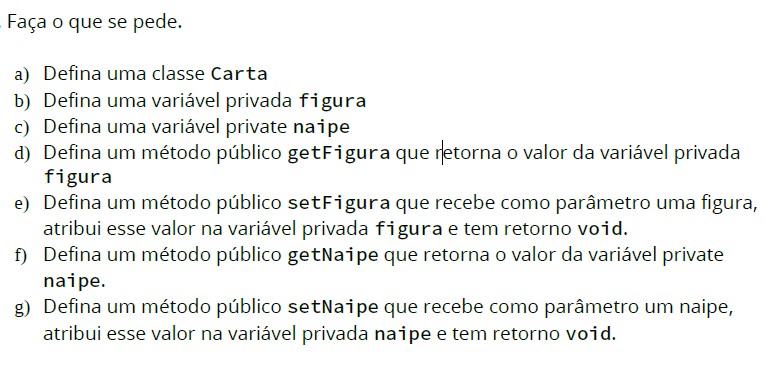 Faça o que se pede.
a) Defina uma classe Carta
b) Defina uma variável privada figura
c) Defina uma variável private naipe
d) Defina um método público getFigura que retorna o valor da variável privada
figura
e) Defina um método público setFigura que recebe como parâmetro uma figura,
atribui esse valor na variável privada figura e tem retorno void.
f) Defina um método público getNaipe que retorna o valor da variável private
naipe.
g) Defina um método público setNaipe que recebe como parâmetro um naipe,
atribui esse valor na variável privada naipe e tem retorno void.